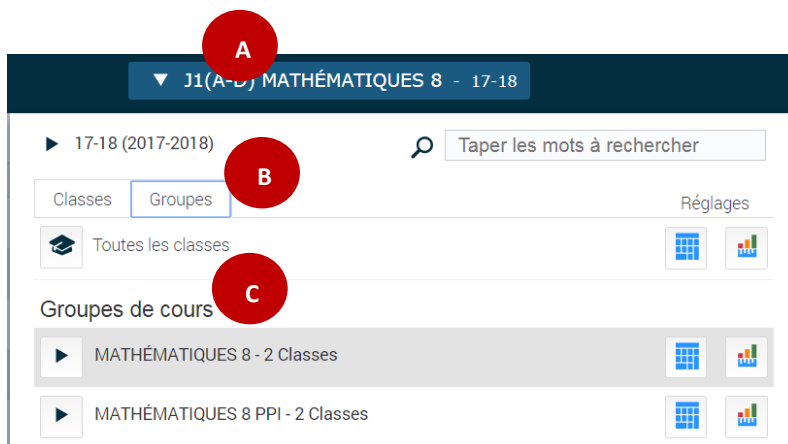 A
J1(A-D) MATHÉMATIQUES 8 - 17-18
17-18 (2017-2018)
Taper les mots à rechercher
B
Classes Groupes
Réglages
Toutes les classes
C
Groupes de cours
MATHÉMATIQUES 8 - 2 Classes
MATHÉMATIQUES 8 PPI - 2 Classes